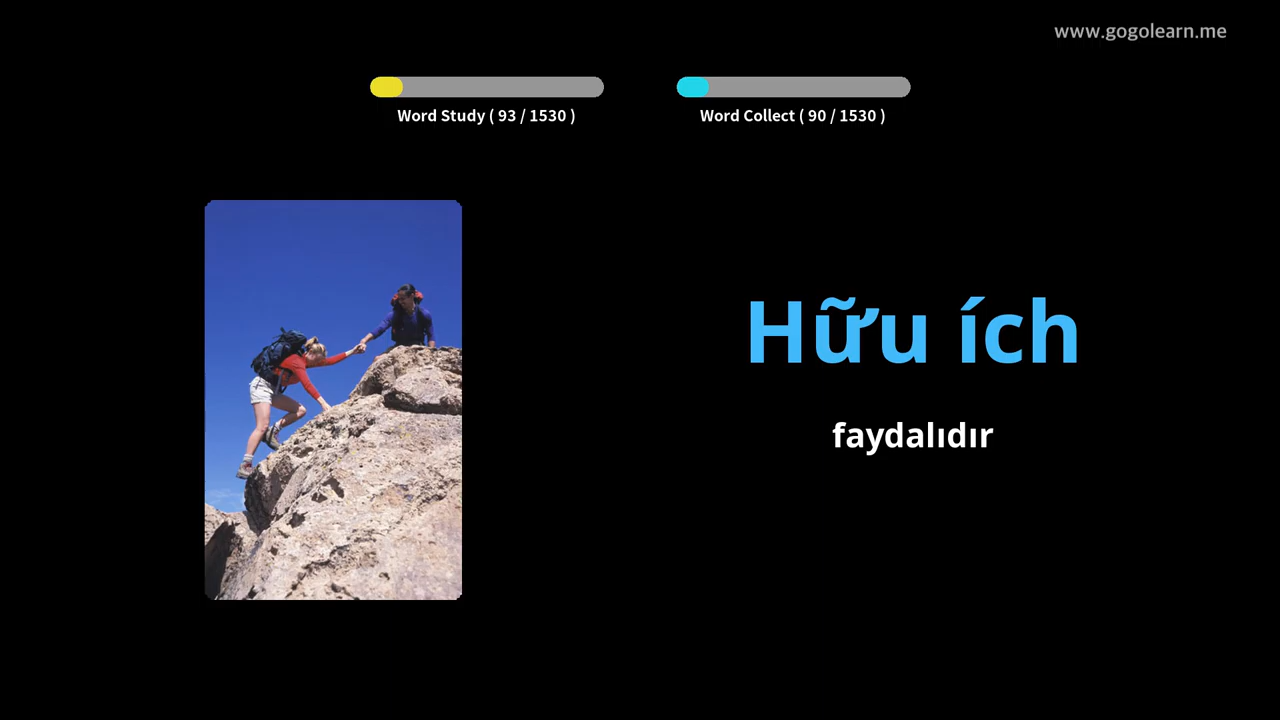 www.gogolearn.me
Word Study ( 93 / 1530 )
Word Collect ( 90 / 1530 )
Hữu ích
faydalıdır